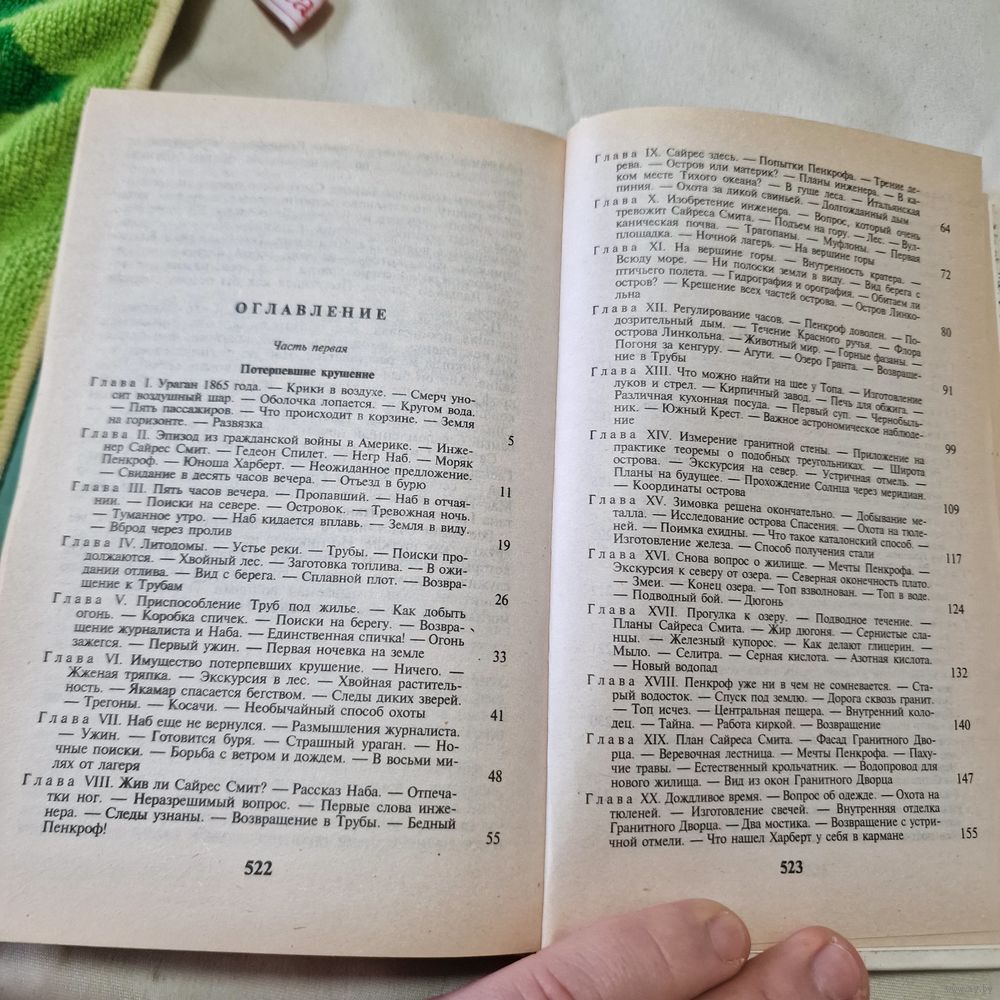 ОГЛАВЛЕНИЕ
Часть первая
Потерпевшие крушение
Глава I. Ураган 1865 года. — Крики в воздухе. — Смерч уно-
сит воздушный шар. — Оболочка лопается. — Кругом вода.
— Пять пассажиров. — Что происходит в корзине. — Земля
на горизонте. — Развязка 5
Глава II. Эпизод из гражданской войны в Америке. — Инже-
нер Сайрес Смит. — Гедеон Спилет. — Негр Наб. — Моряк
Пенкроф. — Юноша Харберт. — Неожиданное предложение.
— Свидание в десять часов вечера. — Отъезд в бурю 11
Глава III. Пять часов вечера. — Пропавший. — Наб в отчая-
нии. — Поиски на севере. — Островок. — Тревожная ночь.
— Туманное утро. — Наб кидается вплавь. — Земля в виду.
— Вброд через пролив 19
Глава IV. Литодомы. — Устье реки. — Трубы. — Поиски про-
должаются. — Хвойный лес. — Заготовка топлива. — В ожи-
дании отлива. — Вид с берега. — Сплавной плот. — Возвра-
щение к Трубам 26
Глава V. Приспособление Труб под жилье. — Как добыть
огонь. — Коробка спичек. — Поиски на берегу. — Возвра-
щение журналиста и Наба. — Единственная спичка! — Огонь
зажегся. — Первый ужин. — Первая ночевка на земле 33
Глава VI. Имущество потерпевших крушение. — Ничего. —
Жженая тряпка. — Экскурсия в лес. — Хвойная раститель-
ность. — Якамар спасается бегством. — Следы диких зверей.
— Трегоны. — Косачи. — Необычайный способ охоты 41
Глава VII. Наб еще не вернулся. — Размышления журналиста.
— Ужин. — Готовится буря. — Страшный ураган. — Но-
чные поиски. — Борьба с ветром и дождем. — В восьми ми-
лях от лагеря 48
Глава VIII. Жив ли Сайрес Смит? — Рассказ Наба. — Отпеча-
тки ног. — Неразрешимый вопрос. — Первые слова инже-
нера. — Следы узнаны. — Возвращение в Трубы. — Бедный
Пенкроф! 55
522
Глава IX. Сайрес здесь. — Попытки Пенкрофа. — Трение де-
рева. — Остров или материк? — Планы инженера. — В ка-
ком месте Тихого океана? — В гуще леса. — Итальянская
пиния. — Охота за дикой свиньей. — Долгожданный дым 64
Глава X. Изобретение инженера. — Вопрос, который очень
тревожит Сайреса Смита. — Подъем на гору. — Лес. — Вул-
каническая почва. — Трагопаны. — Муфлоны. — Первая
площадка. — Ночной лагерь. — На вершине горы 72
Глава XI. На вершине горы. — Внутренность кратера. —
Всюду море. — Ни полоски земли в виду. — Вид берега с
птичьего полета. — Гидрография и орография. — Обитаем ли
остров? — Крещение всех частей острова. — Остров Линко-
льна 80
Глава XII. Регулирование часов. — Пенкроф доволен. — По-
дозрительный дым. — Течение Красного ручья. — Флора
острова Линкольна. — Животный мир. — Горные фазаны. —
Погоня за кенгуру. — Агути. — Озеро Гранта. — Возвраще-
ние в Трубы 91
Глава XIII. Что можно найти на шее у Топа. — Изготовление
луков и стрел. — Кирпичный завод. — Печь для обжига. —
Различная кухонная посуда. — Первый суп. — Чернобыль-
ник. — Южный Крест. — Важное астрономическое наблюде-
ние 99
Глава XIV. Измерение гранитной стены. — Приложение на
практике теоремы о подобных треугольниках. — Широта
острова. — Экскурсия на север. — Устричная отмель. —
Планы на будущее. — Прохождение Солнца через меридиан.
— Координаты острова 109
Глава XV. Зимовка решена окончательно. — Добывание ме-
талла. — Исследование острова Спасения. — Охота на тюле-
ней. — Поимка ехидны. — Что такое каталонский способ. —
Изготовление железа. — Способ получения стали 117
Глава XVI. Снова вопрос о жилище. — Мечты Пенкрофа. —
Экскурсия к северу от озера. — Северная оконечность плато.
— Змеи. — Конец озера. — Топ взволнован. — Топ в воде.
— Подводный бой. — Дюгонь 124
Глава XVII. Прогулка к озеру. — Подводное течение. —
Планы Сайреса Смита. — Жир дюгоня. — Сернистые сла-
нцы. — Железный купорос. — Как делают глицерин. —
Мыло. — Селитра. — Серная кислота. — Азотная кислота.
— Новый водопад 132
Глава XVIII. Пенкроф уже ни в чем не сомневается. — Ста-
рый водосток. — Спуск под землю. — Дорога сквозь гранит.
— Топ исчез. — Центральная пещера. — Внутренний коло-
дец. — Тайна. — Работа киркой. — Возвращение 140
Глава XIX. План Сайреса Смита. — Фасад Гранитного Дво-
рца. — Веревочная лестница. — Мечты Пенкрофа. — Паху-
чие травы. — Естественный крольчатник. — Водопровод для
нового жилища. — Вид из окон Гранитного Дворца 147
Глава XX. Дождливое время. — Вопрос об одежде. — Охота на
тюленей. — Изготовление свечей. — Внутренняя отделка
Гранитного Дворца. — Два мостика. — Возвращение с устри-
чной отмели. — Что нашел Харберт у себя в кармане 155
523